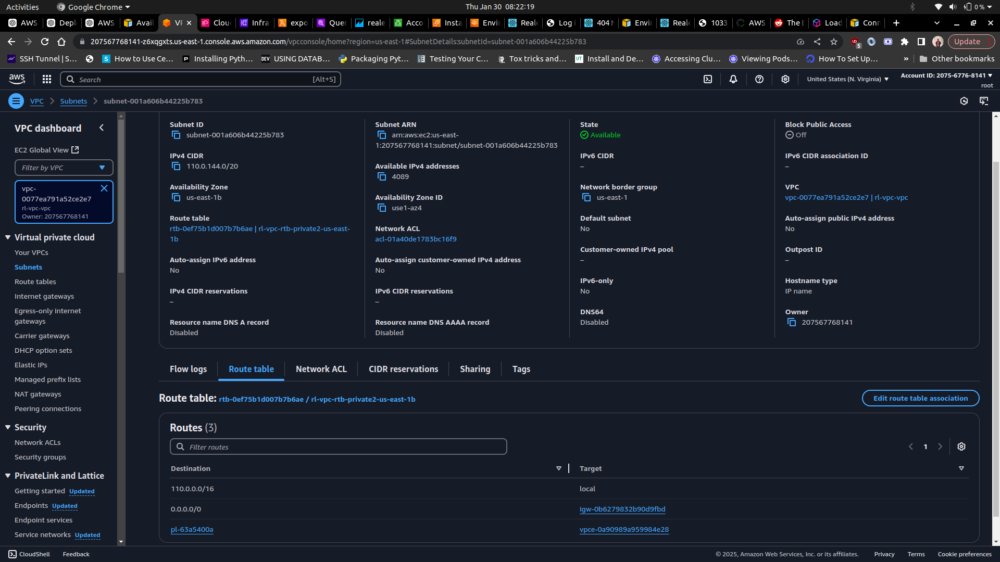 Activities
Google Chrome
Thu Jan 30 08:22:19
0 %
AWS
Depl
AWS
Avail
VP
Clou
Infra
expo
Quer
reale
Acco
Insta
Envir
Reale
Log i
404 N
Envir
Reale
1033
AWS
The E
Load
Conn
207567768141-z6xqgxts.us-east-1.console.aws.amazon.com/vpcconsole/home?region=us-east-1#SubnetDetails:subnetId=subnet-001a606b44225b783
5
Update
SSH Tunnel | S...
How to Use Ce...
Installing Pyth...
DEV
USING DATAB...
Packaging Pyt...
Testing Your C...
Tox tricks and...
UT
Install and De...
Accessing Clu...
Viewing Pods...
How To Set Up...
»
Other bookmarks
aws
Search
[Alt+S]
United States (N. Virginia)
Account ID: 2075-6776-8141
root
VPC
Subnets
subnet-001a606b44225b783
VPC dashboard
EC2 Global View
Filter by VPC
vpc-
0077ea791a52ce2e7
rl-vpc-vpc
Owner: 207567768141
Virtual private cloud
Your VPCs
Subnets
Route tables
Internet gateways
Egress-only internet
gateways
Carrier gateways
DHCP option sets
Elastic IPs
Managed prefix lists
NAT gateways
Peering connections
Security
Network ACLs
Security groups
PrivateLink and Lattice
Getting started Updated
Endpoints Updated
Endpoint services
Service networks Updated
Subnet ID
subnet-001a606b44225b783
IPv4 CIDR
110.0.144.0/20
Availability Zone
us-east-1b
Route table
rtb-0ef75b1d007b7b6ae | rl-vpc-rtb-private2-us-east-
1b
Auto-assign IPv6 address
No
IPv4 CIDR reservations
–
Resource name DNS A record
Disabled
Subnet ARN
arn:aws:ec2:us-east-
1:207567768141:subnet/subnet-001a606b44225b783
Available IPv4 addresses
4089
Availability Zone ID
use1-az4
Network ACL
acl-01a40de1783bc16f9
Auto-assign customer-owned IPv4 address
No
IPv6 CIDR reservations
–
Resource name DNS AAAA record
Disabled
State
Available
IPv6 CIDR
–
Network border group
us-east-1
Default subnet
No
Customer-owned IPv4 pool
–
IPv6-only
No
DNS64
Disabled
Block Public Access
Off
IPv6 CIDR association ID
–
VPC
vpc-0077ea791a52ce2e7 | rl-vpc-vpc
Auto-assign public IPv4 address
No
Outpost ID
–
Hostname type
IP name
Owner
207567768141
Flow logs
Route table
Network ACL
CIDR reservations
Sharing
Tags
Route table: rtb-0ef75b1d007b7b6ae / rl-vpc-rtb-private2-us-east-1b
Edit route table association
Routes (3)
Filter routes
1
Destination
Target
110.0.0.0/16
local
0.0.0.0/0
igw-0b6279832b90d9fbd
pl-63a5400a
vpce-0a90989a959984e28
CloudShell
Feedback
© 2025, Amazon Web Services, Inc. or its affiliates.
Privacy
Terms
Cookie preferences